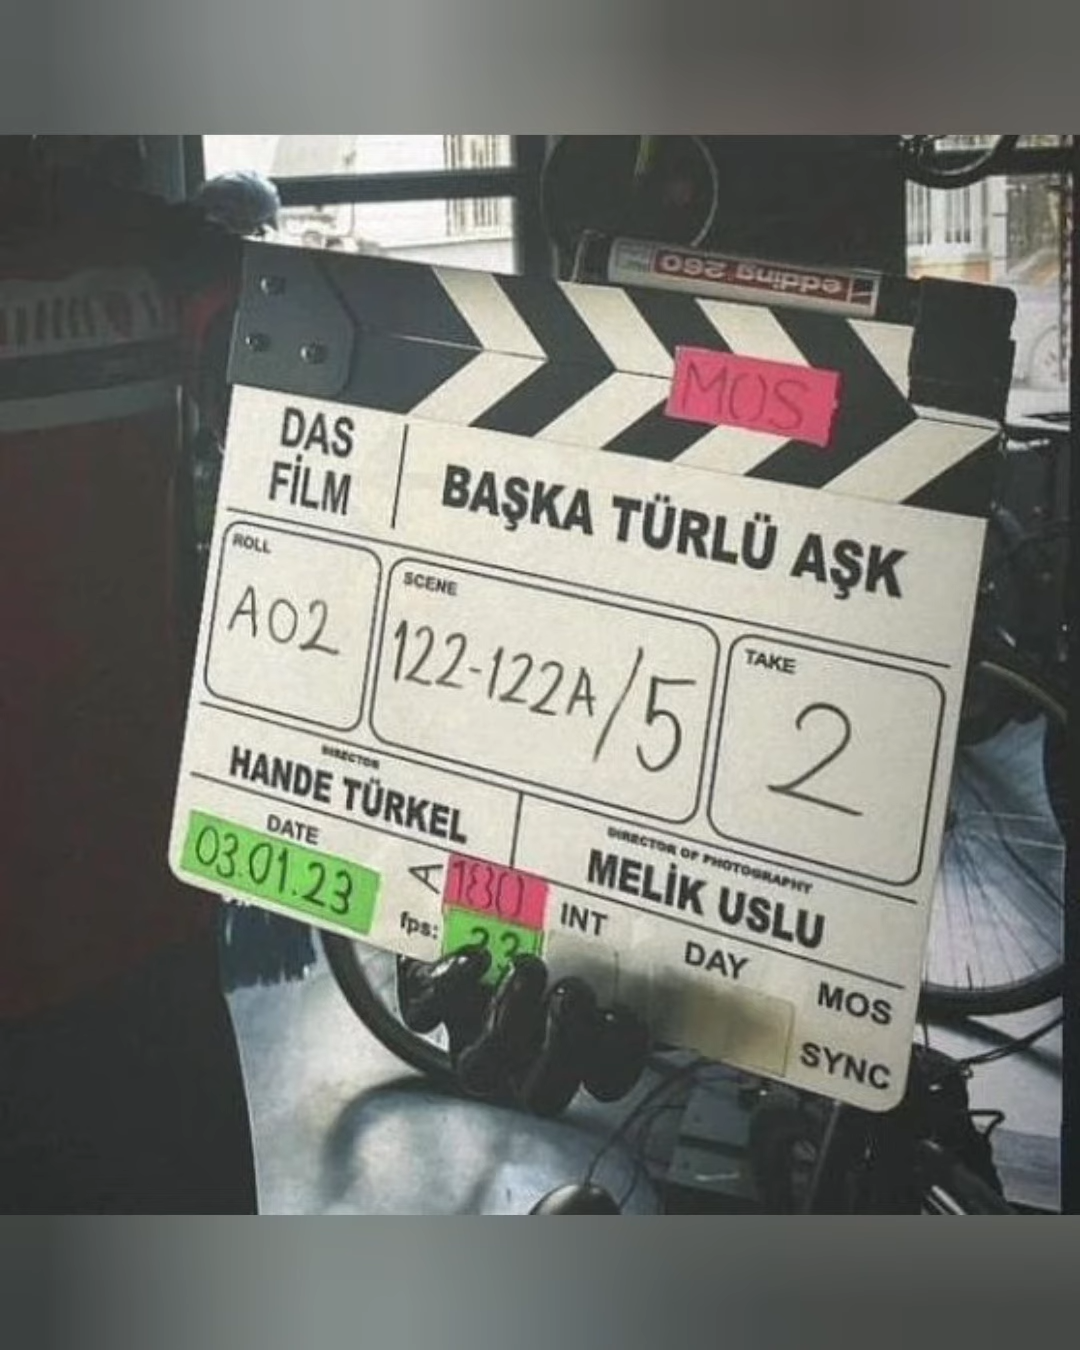 edding 260
MOS
DAS
FİLM
BAŞKA TÜRLÜ AŞK
ROLL
A02
SCENE
122-122A/5
TAKE
2
DIRECTOR
HANDE TÜRKEL
DIRECTOR OF PHOTOGRAPHY
MELİK USLU
DATE
03.01.23
A
fps:
INT
DAY
MOS
SYNC